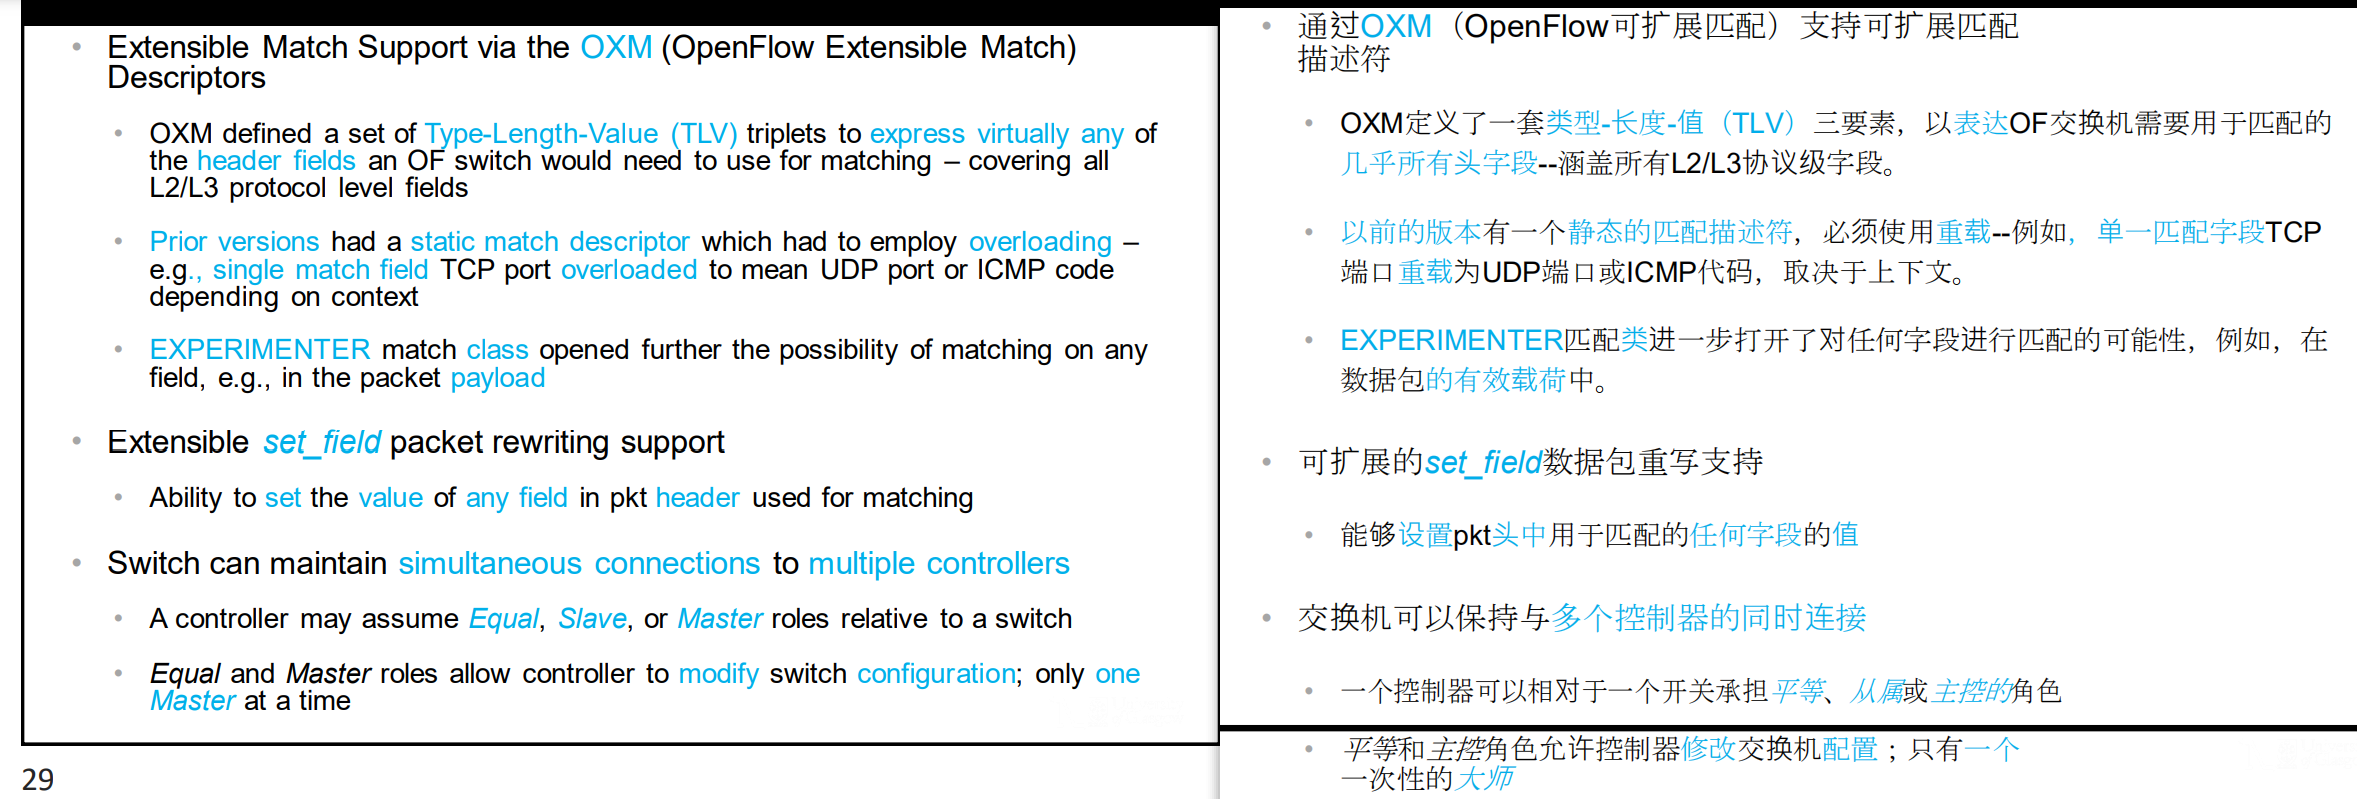 Extensible Match Support via the OXM (OpenFlow Extensible Match)
Descriptors
OXM defined a set of Type-Length-Value (TLV) triplets to express virtually any of
the header fields an OF switch would need to use for matching – covering all
L2/L3 protocol level fields
Prior versions had a static match descriptor which had to employ overloading –
e.g., single match field TCP port overloaded to mean UDP port or ICMP code
depending on context
EXPERIMENTER match class opened further the possibility of matching on any
field, e.g., in the packet payload
Extensible set_field packet rewriting support
Ability to set the value of any field in pkt header used for matching
Switch can maintain simultaneous connections to multiple controllers
A controller may assume Equal, Slave, or Master roles relative to a switch
Equal and Master roles allow controller to modify switch configuration; only one
Master at a time
29
通过OXM（OpenFlow可扩展匹配）支持可扩展匹配
描述符
OXM定义了一套类型-长度-值（TLV）三要素，以表达OF交换机需要用于匹配的
几乎所有头字段--涵盖所有L2/L3协议级字段。
以前的版本有一个静态的匹配描述符，必须使用重载--例如，单一匹配字段TCP
端口重载为UDP端口或ICMP代码，取决于上下文。
EXPERIMENTER匹配类进一步打开了对任何字段进行匹配的可能性，例如，在
数据包的有效载荷中。
可扩展的set_field数据包重写支持
能够设置pkt头中用于匹配的任何字段的值
交换机可以保持与多个控制器的同时连接
一个控制器可以相对于一个开关承担平等、从属或主控的角色
平等和主控角色允许控制器修改交换机配置；只有一个
一次性的大师